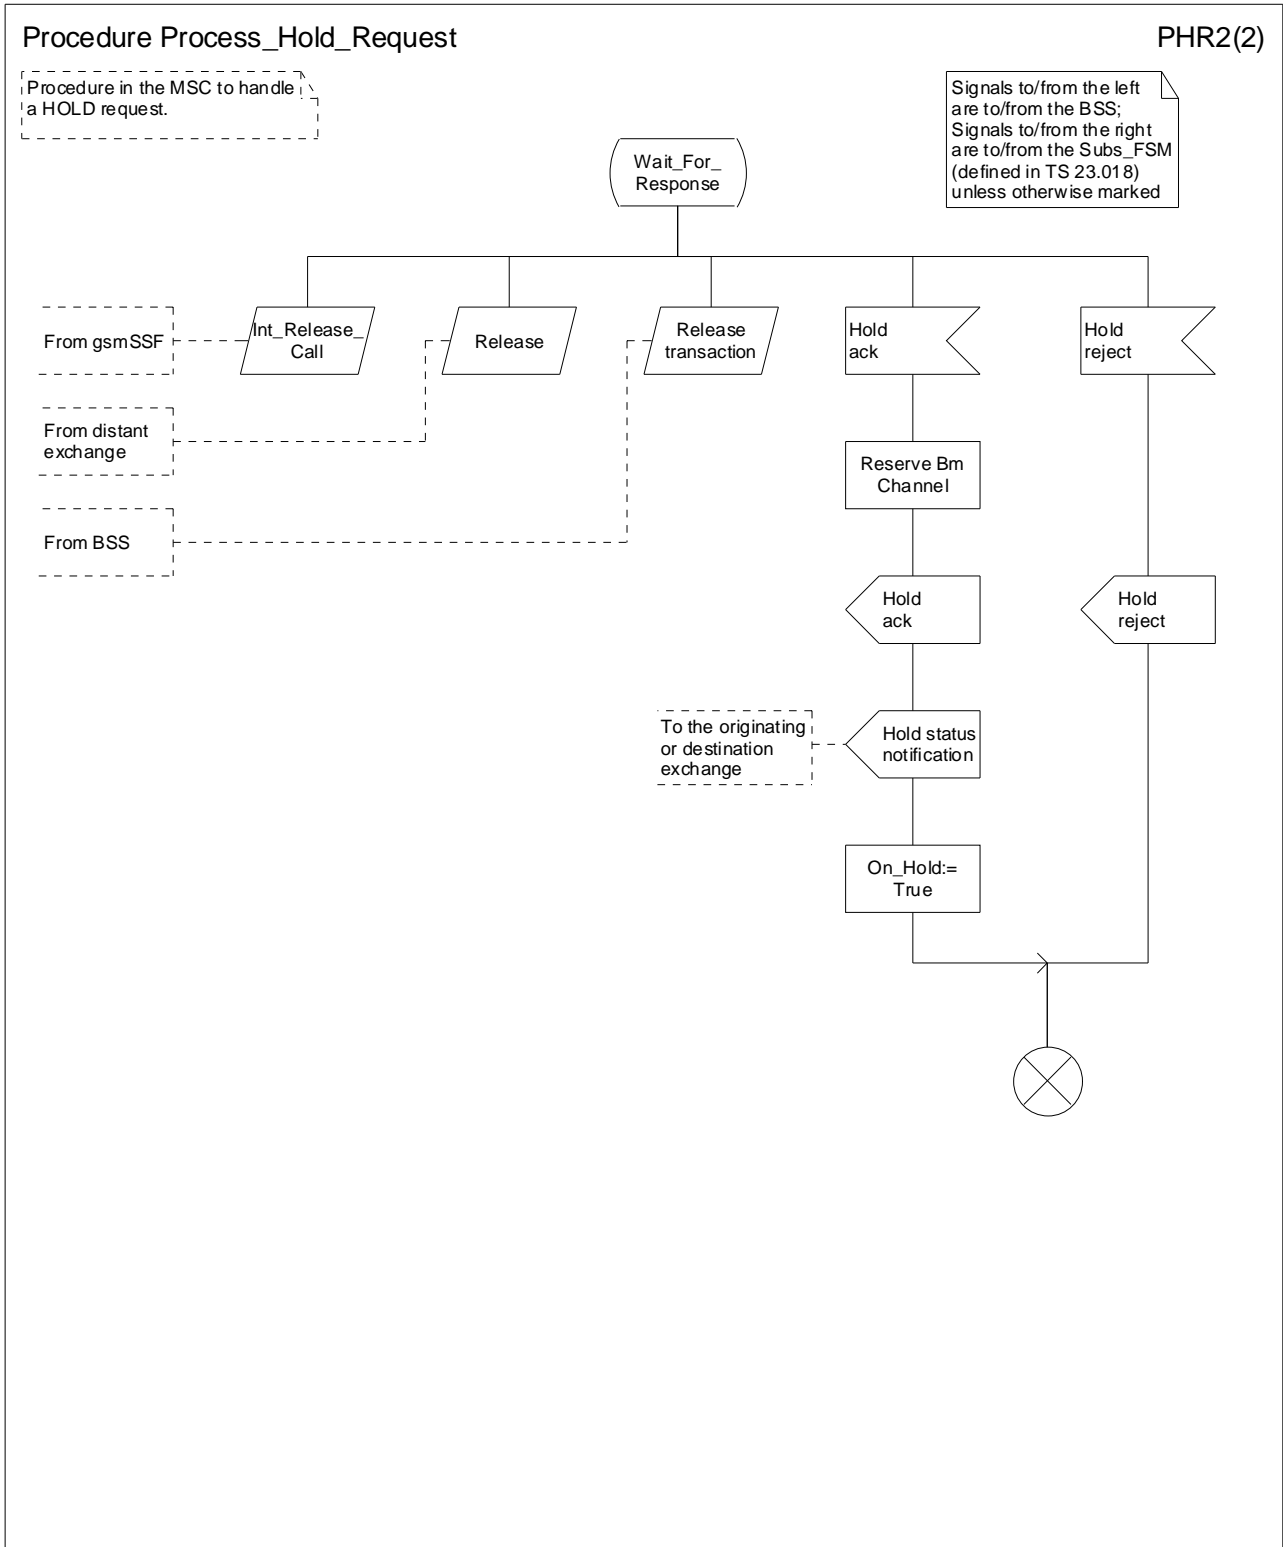 Procedure Process_Hold_Request
PHR2(2)
Procedure in the MSC to handle
a HOLD request.
Signals to/from the left
are to/from the BSS;
Signals to/from the right
are to/from the Subs_FSM
(defined in TS 23.018)
unless otherwise marked
Wait_For_
Response
From gsmSSF
Int_Release_
Call
Release
Release
transaction
Hold
ack
Hold
reject
From distant
exchange
Reserve Bm
Channel
From BSS
Hold
ack
Hold
reject
To the originating
or destination
exchange
Hold status
notification
On_Hold:=
True